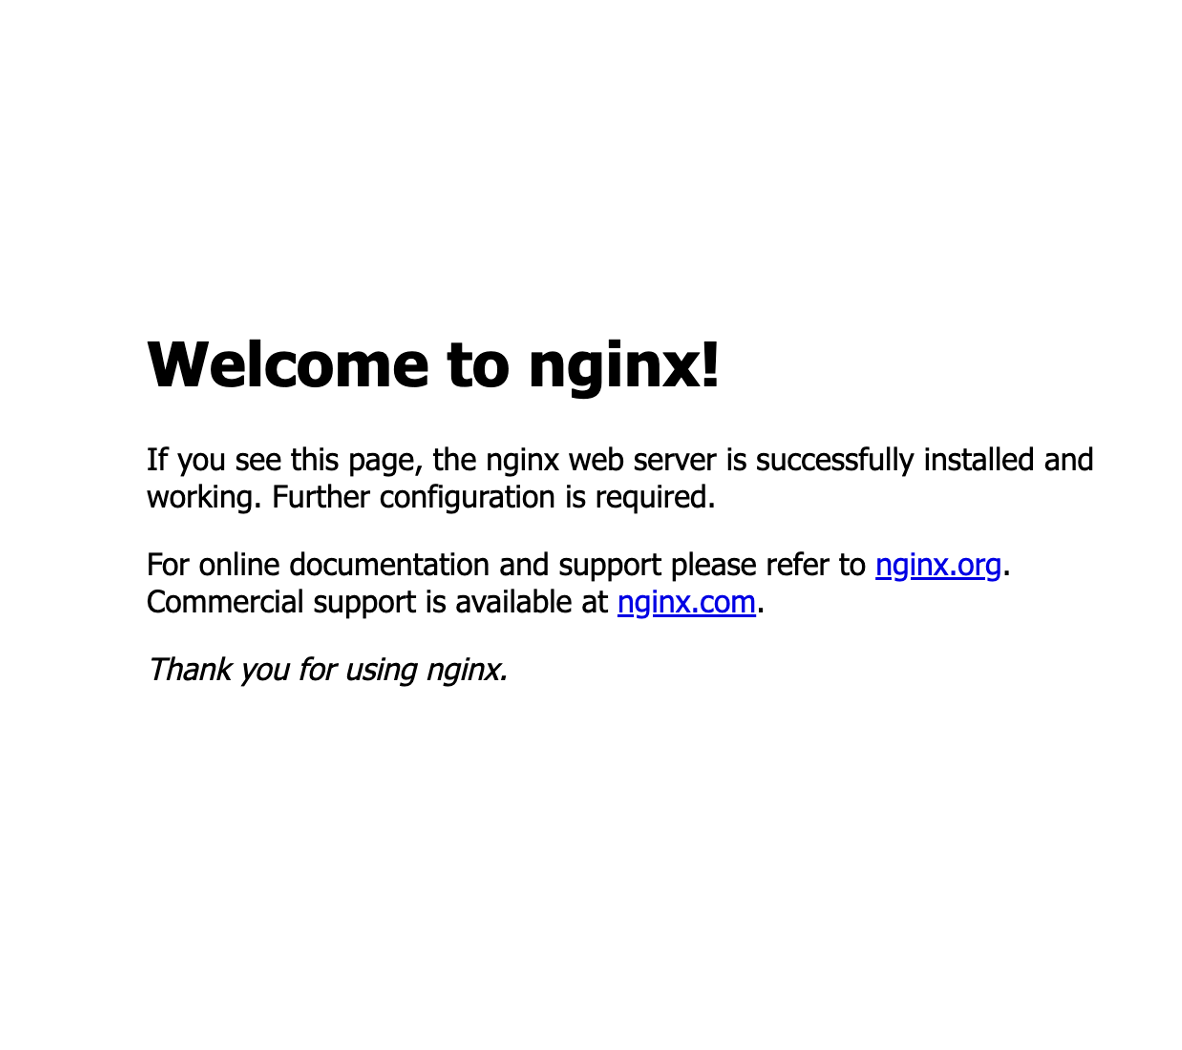 Welcome to nginx!
If you see this page, the nginx web server is successfully installed and
working. Further configuration is required.
For online documentation and support please refer to nginx.org.
Commercial support is available at nginx.com.
Thank you for using nginx.